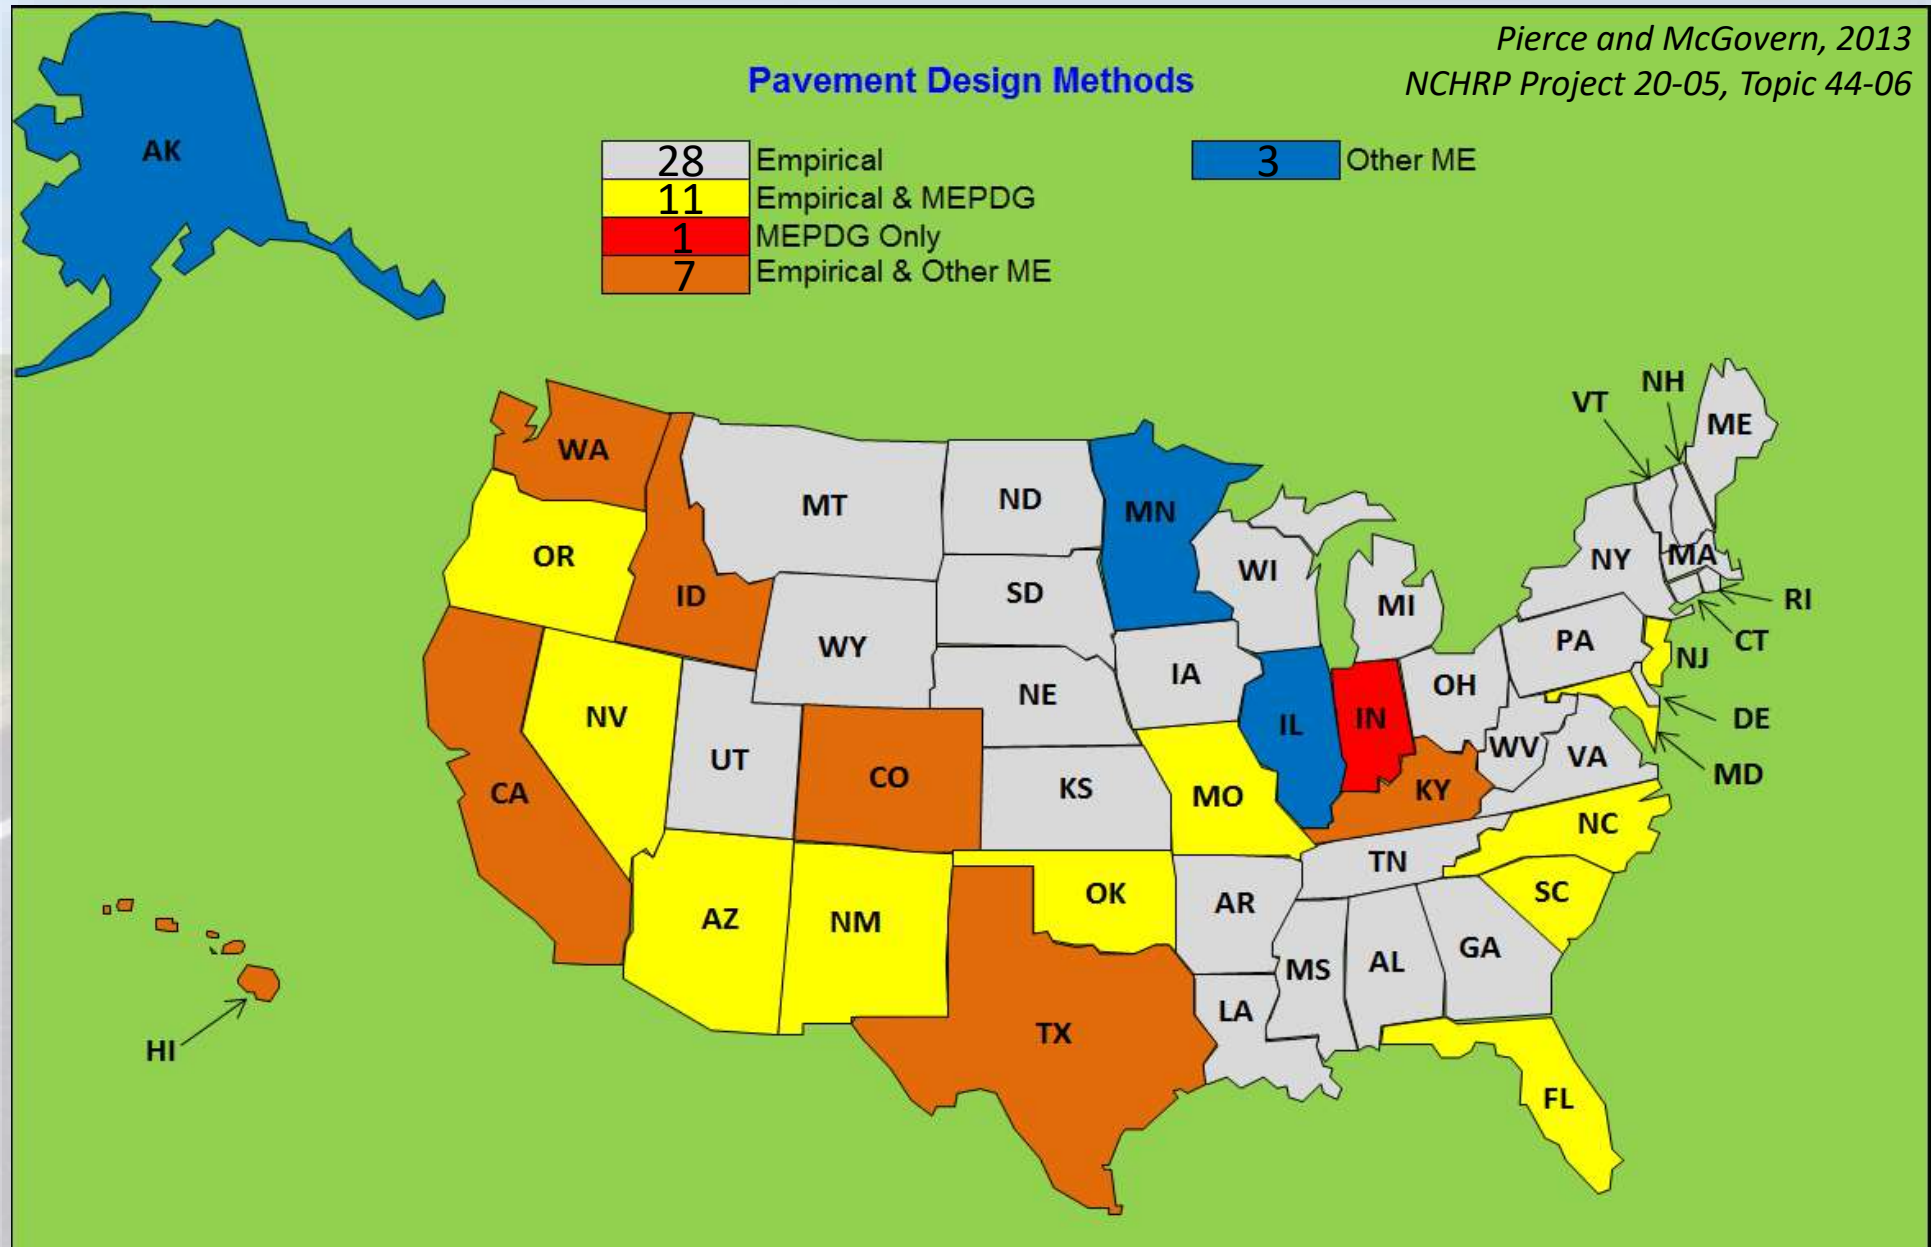 Pierce and McGovern, 2013
NCHRP Project 20-05, Topic 44-06
Pavement Design Methods
28 Empirical
11 Empirical & MEPDG
1 MEPDG Only
7 Empirical & Other ME
3 Other ME
AK
WA
OR
ID
MT
ND
SD
WY
NE
CA
NV
UT
CO
KS
AZ
NM
OK
TX
HI
MN
IA
WI
MI
IL
IN
OH
MO
KY
AR
TN
LA
MS
AL
GA
FL
SC
NC
VA
WV
PA
NY
VT
NH
ME
MA
RI
CT
NJ
DE
MD